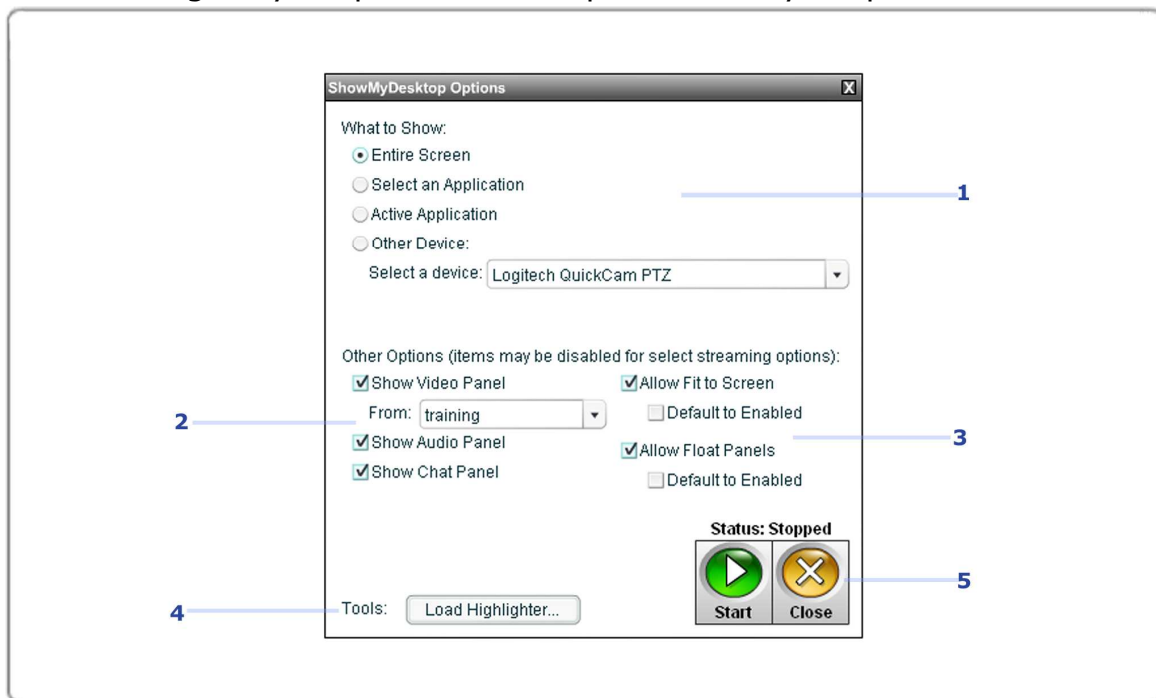 ShowMyDesktop Options X
What to Show:
Entire Screen
Select an Application
1
Active Application
Other Device:
Select a device: Logitech QuickCam PTZ
Other Options (items may be disabled for select streaming options):
Show Video Panel
Allow Fit to Screen
2
From: training
Default to Enabled
3
Show Audio Panel
Allow Float Panels
Show Chat Panel
Default to Enabled
Status: Stopped
5
Start
Close
4
Tools: Load Highlighter...